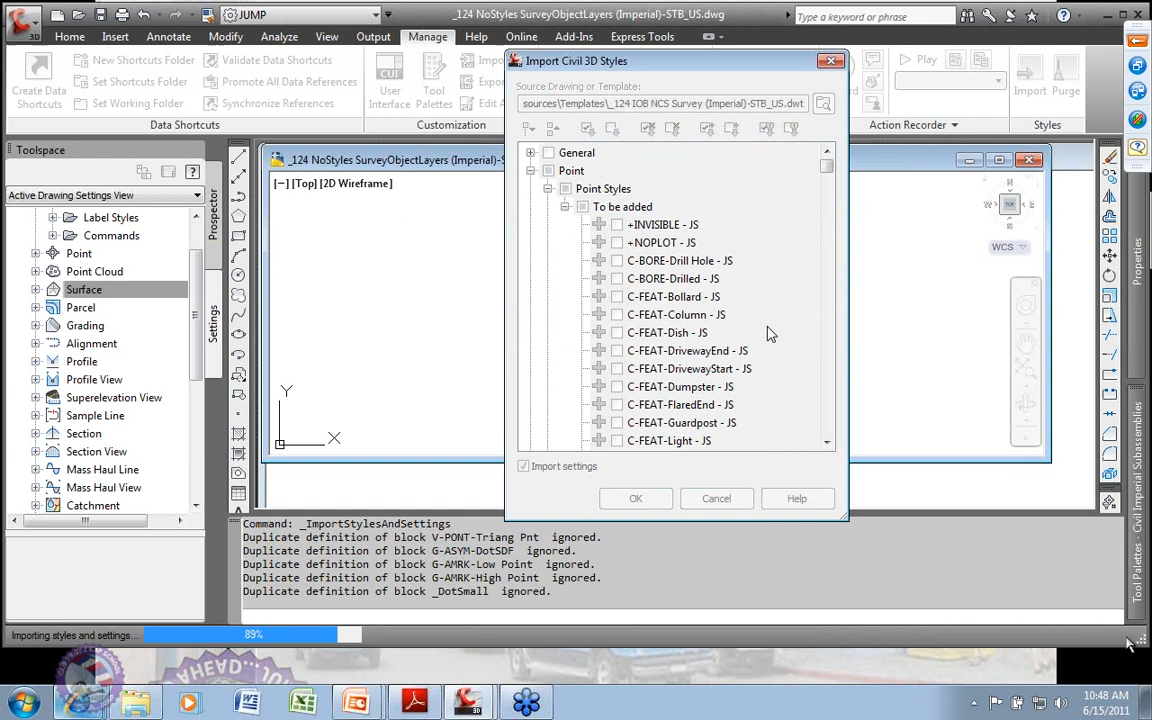 JUMP
_124 NoStyles SurveyObjectLayers (Imperial)-STB_US.dwg
Type a keyword or phrase
Home Insert Annotate Modify Analyze View Output Manage Help Online Add-Ins Express Tools
Create Data Shortcuts
New Shortcuts Folder
Set Shortcuts Folder
Set Working Folder
Validate Data Shortcuts
Promote All Data References
Synchronize References
Data Shortcuts
User Interface
Tool Palettes
Impo
Expo
Edit A
Customization
Play
Action Recorder
Import
Purge
Styles
Import Civil 3D Styles
Source Drawing or Template:
sources\Templates\_124 IOB NCS Survey (Imperial)-STB_US.dwt
General
Point
Point Styles
To be added
+INVISIBLE - JS
+NOPLOT - JS
C-BORE-Drill Hole - JS
C-BORE-Drilled - JS
C-FEAT-Bollard - JS
C-FEAT-Column - JS
C-FEAT-Dish - JS
C-FEAT-DrivewayEnd - JS
C-FEAT-DrivewayStart - JS
C-FEAT-Dumpster - JS
C-FEAT-FlaredEnd - JS
C-FEAT-Guardpost - JS
C-FEAT-Light - JS
Import settings
OK
Cancel
Help
Toolspace
Active Drawing Settings View
Label Styles
Commands
Point
Point Cloud
Surface
Parcel
Grading
Alignment
Profile
Profile View
Superelevation View
Sample Line
Section
Section View
Mass Haul Line
Mass Haul View
Catchment
Prospector
Settings
_124 NoStyles SurveyObjectLayers (Imperial)-STB_US
[−] [Top] [2D Wireframe]
Y
X
N
W
E
TOP
S
WCS
Properties
Tool Palettes - Civil Imperial Subassemblies
Command: _ImportStylesAndSettings
Duplicate definition of block V-PONT-Triang Pnt  ignored.
Duplicate definition of block G-ASYM-DotSDF  ignored.
Duplicate definition of block G-AMRK-Low Point  ignored.
Duplicate definition of block G-AMRK-High Point  ignored.
Duplicate definition of block _DotSmall  ignored.
Importing styles and settings...
89%
AHEAD
10:48 AM
6/15/2011